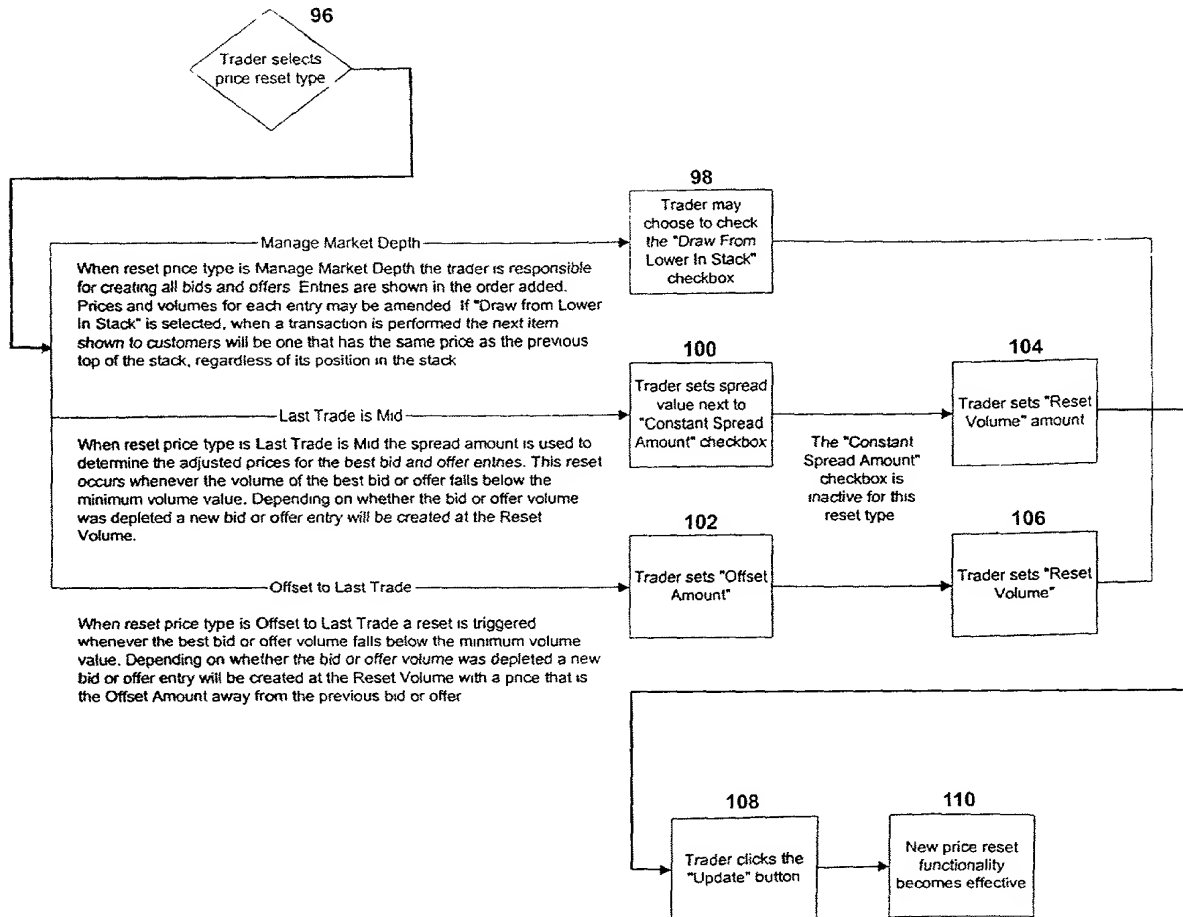 96
Trader selects
price reset type
98
Trader may
choose to check
the "Draw From
Lower In Stack"
checkbox
Manage Market Depth
When reset price type is Manage Market Depth the trader is responsible
for creating all bids and offers Entries are shown in the order added.
Prices and volumes for each entry may be amended If "Draw from Lower
In Stack" is selected, when a transaction is performed the next item
shown to customers will be one that has the same price as the previous
top of the stack, regardless of its position in the stack
100
Trader sets spread
value next to
"Constant Spread
Amount" checkbox
The "Constant
Spread Amount"
checkbox is
inactive for this
reset type
104
Trader sets "Reset
Volume" amount
Last Trade is Mid
When reset price type is Last Trade is Mid the spread amount is used to
determine the adjusted prices for the best bid and offer entries. This reset
occurs whenever the volume of the best bid or offer falls below the
minimum volume value. Depending on whether the bid or offer volume
was depleted a new bid or offer entry will be created at the Reset
Volume.
102
Trader sets "Offset
Amount"
106
Trader sets "Reset
Volume"
Offset to Last Trade
When reset price type is Offset to Last Trade a reset is triggered
whenever the best bid or offer volume falls below the minimum volume
value. Depending on whether the bid or offer volume was depleted a new
bid or offer entry will be created at the Reset Volume with a price that is
the Offset Amount away from the previous bid or offer
108
Trader clicks the
"Update" button
110
New price reset
functionality
becomes effective